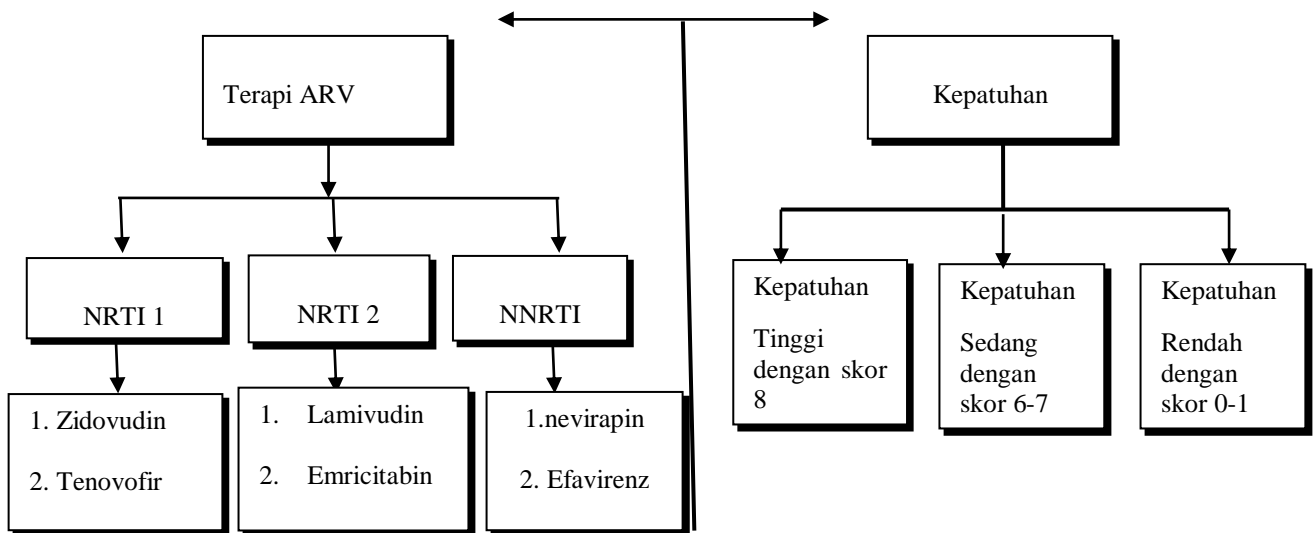 Terapi ARV
Kepatuhan
NRTI 1
NRTI 2
NNRTI
Kepatuhan
Tinggi
dengan skor
8
Kepatuhan
Sedang
dengan
skor 6-7
Kepatuhan
Rendah
dengan
skor 0-1
1. Zidovudin
2. Tenovofir
1. Lamivudin
2. Emricitabin
1.nevirapin
2. Efavirenz